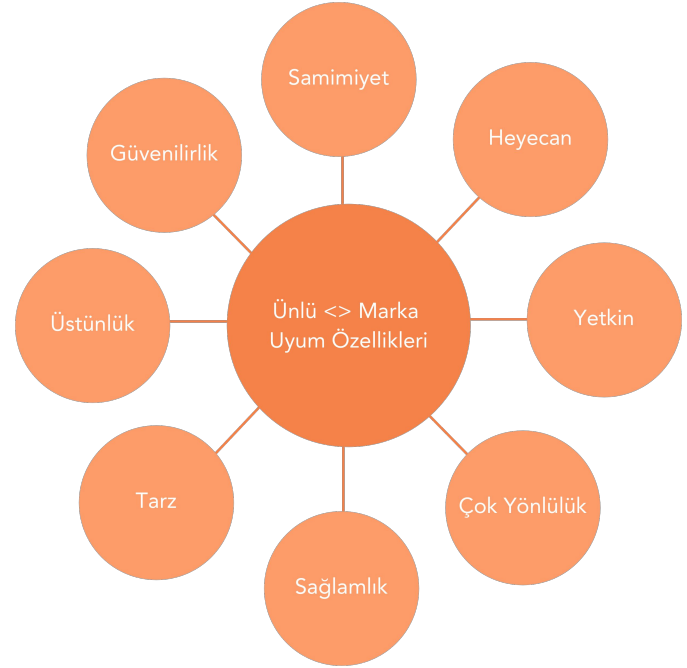 Samimiyet
Heyecan
Güvenilirlik
Ünlü <> Marka
Uyum Özellikleri
Yetkin
Üstünlük
Tarz
Çok Yönlülük
Sağlamlık